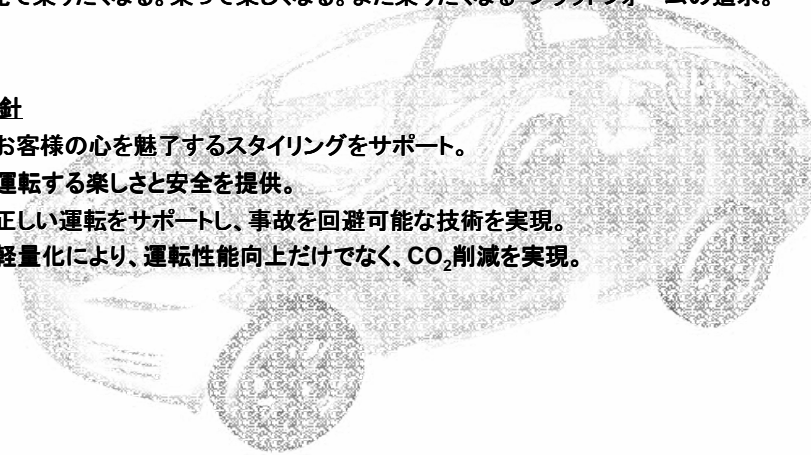 て乗りたくなる。乗って楽しくなる。また乗りたくなる プラットフォームの追求。
針
お客様の心を魅了するスタイリングをサポート。
運転する楽しさと安全を提供。
正しい運転をサポートし、事故を回避可能な技術を実現。
軽量化により、運転性能向上だけでなく、CO₂削減を実現。